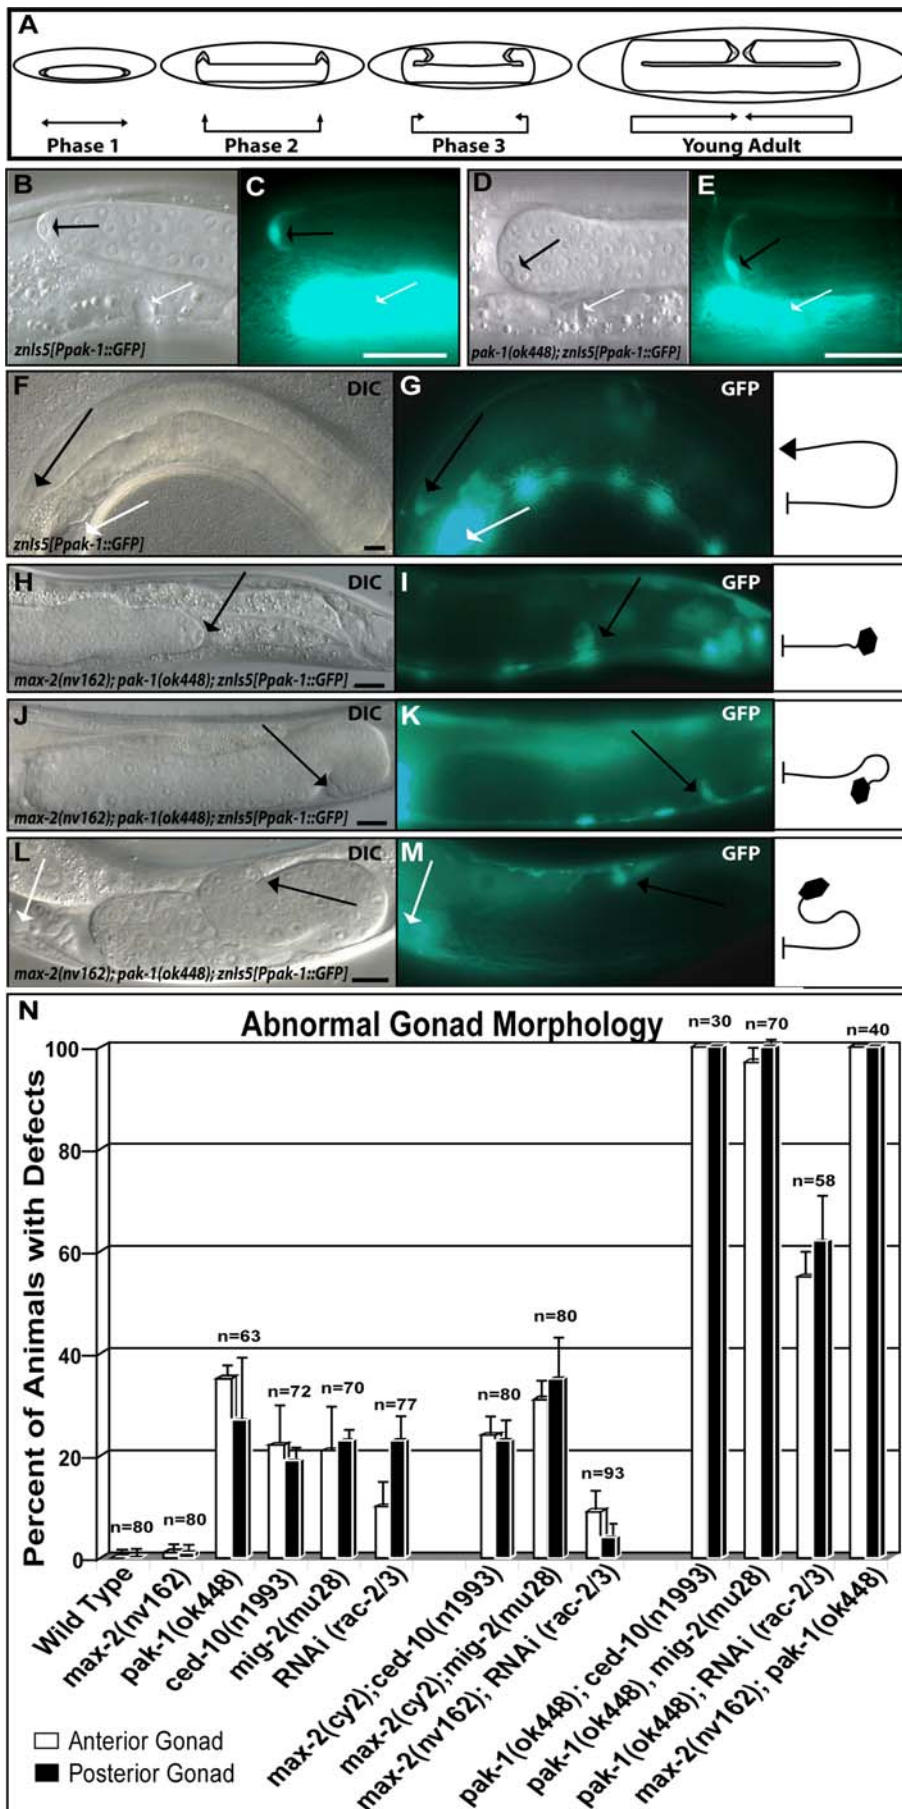 A
Phase 1
Phase 2
Phase 3
Young Adult
B
C
D
E
znIs5[Ppak-1::GFP]
pak-1(ok448); znIs5[Ppak-1::GFP]
F
DIC
G
GFP
znIs5[Ppak-1::GFP]
H
DIC
I
GFP
max-2(nv162); pak-1(ok448); znIs5[Ppak-1::GFP]
J
DIC
K
GFP
max-2(nv162); pak-1(ok448); znIs5[Ppak-1::GFP]
L
DIC
M
GFP
max-2(nv162); pak-1(ok448); znIs5[Ppak-1::GFP]
N
Abnormal Gonad Morphology
Percent of Animals with Defects
100
80
60
40
20
0
n=80
n=80
n=63
n=72
n=70
n=77
n=80
n=80
n=93
n=30
n=70
n=58
n=40
Wild Type
max-2(nv162)
pak-1(ok448)
ced-10(n1993)
mig-2(mu28)
RNAi (rac-2/3)
max-2(cy2);ced-10(n1993)
max-2(cy2);mig-2(mu28)
max-2(nv162); RNAi (rac-2/3)
pak-1(ok448); ced-10(n1993)
pak-1(ok448), mig-2(mu28)
pak-1(ok448); RNAi (rac-2/3)
max-2(nv162); pak-1(ok448)
Anterior Gonad
Posterior Gonad